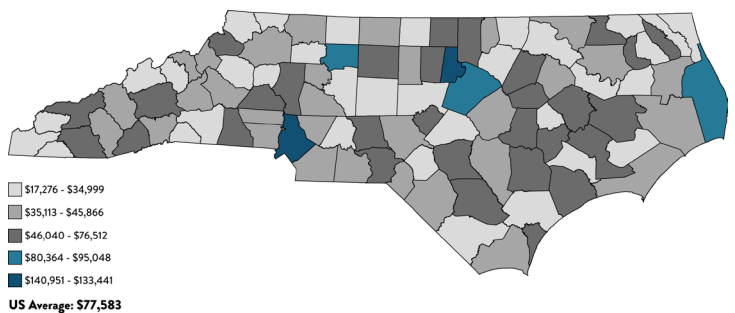 $17,276 - $34,999
$35,113 - $45,866
$46,040 - $76,512
$80,364 - $95,048
$140,951 - $133,441
US Average: $77,583